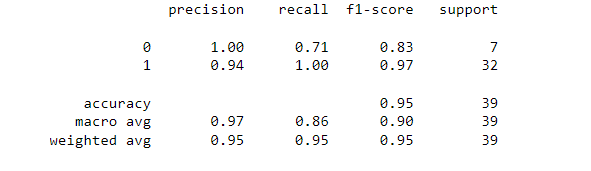 precision recall f1-score support
0 1.00 0.71 0.83 7
1 0.94 1.00 0.97 32
accuracy 0.95 39
macro avg 0.97 0.86 0.90 39
weighted avg 0.95 0.95 0.95 39